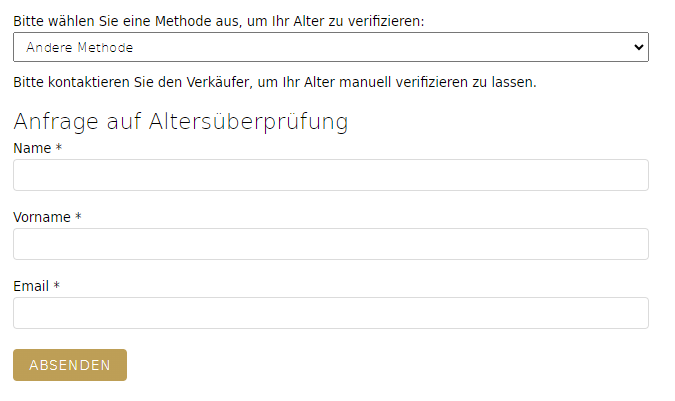 Bitte wählen Sie eine Methode aus, um Ihr Alter zu verifizieren:
Andere Methode
Bitte kontaktieren Sie den Verkäufer, um Ihr Alter manuell verifizieren zu lassen.
Anfrage auf Altersüberprüfung
Name *
Vorname *
Email *
ABSENDEN